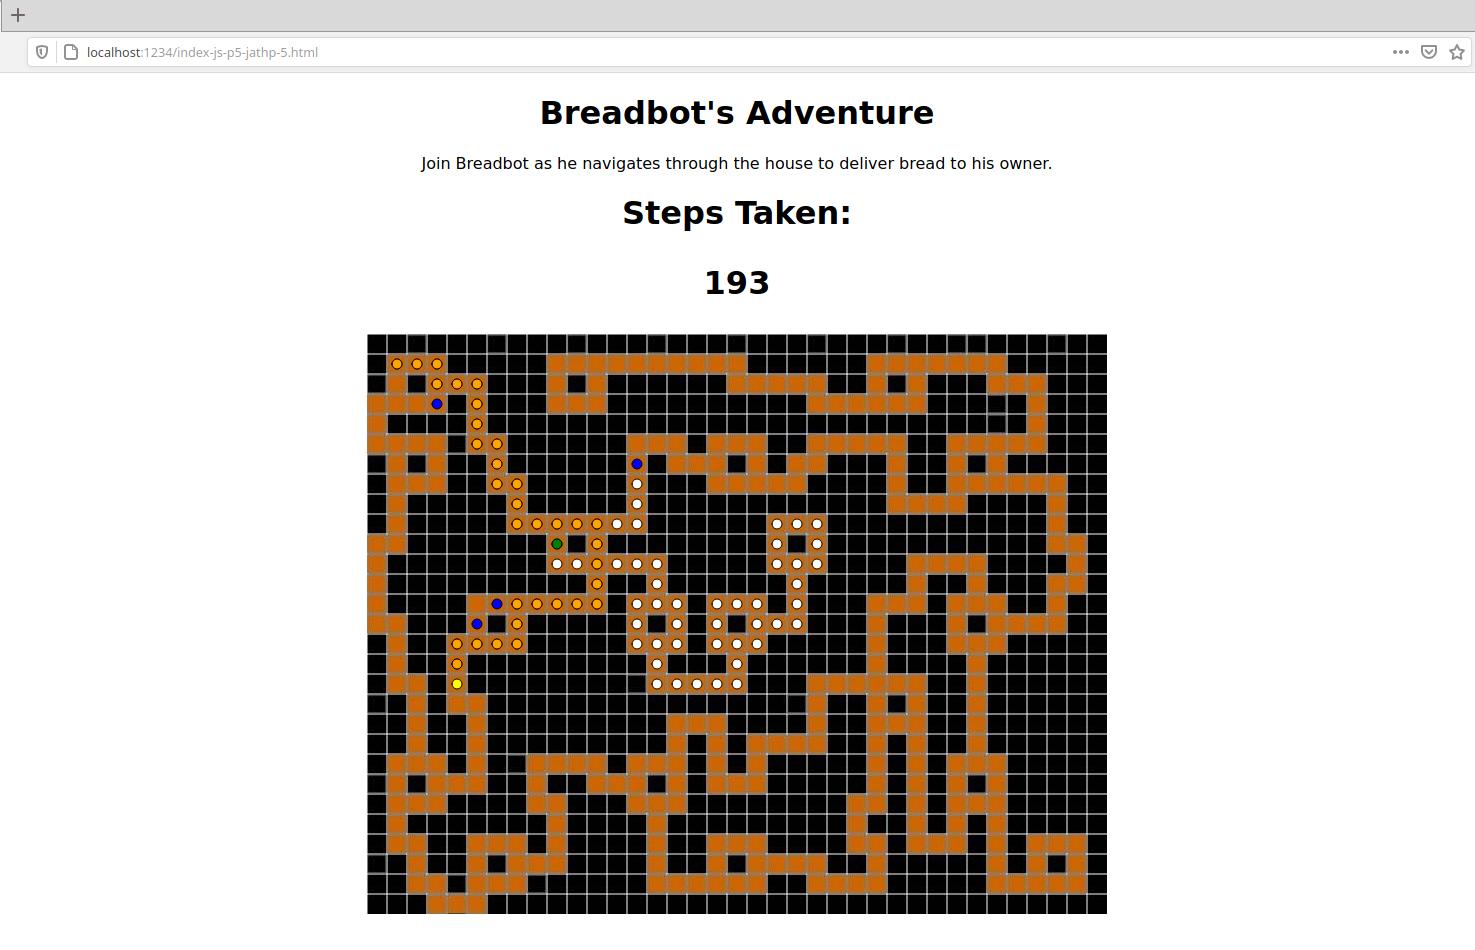 localhost:1234/index-js-p5-jathp-5.html
Breadbot's Adventure
Join Breadbot as he navigates through the house to deliver bread to his owner.
Steps Taken:
193